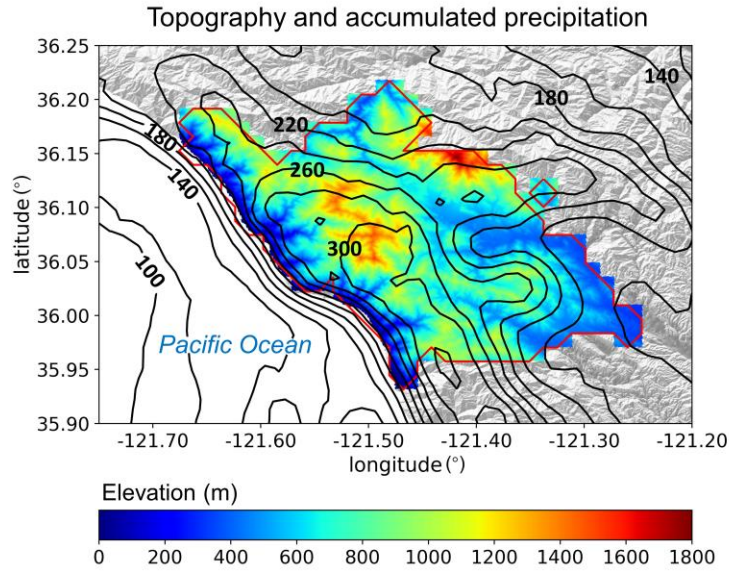 Topography and accumulated precipitation
36.25
36.20
36.15
36.10
36.05
36.00
35.95
35.90
latitude (°)
140
180
220
180
140
260
300
100
Pacific Ocean
-121.70 -121.60 -121.50 -121.40 -121.30 -121.20
longitude (°)
Elevation (m)
0 200 400 600 800 1000 1200 1400 1600 1800